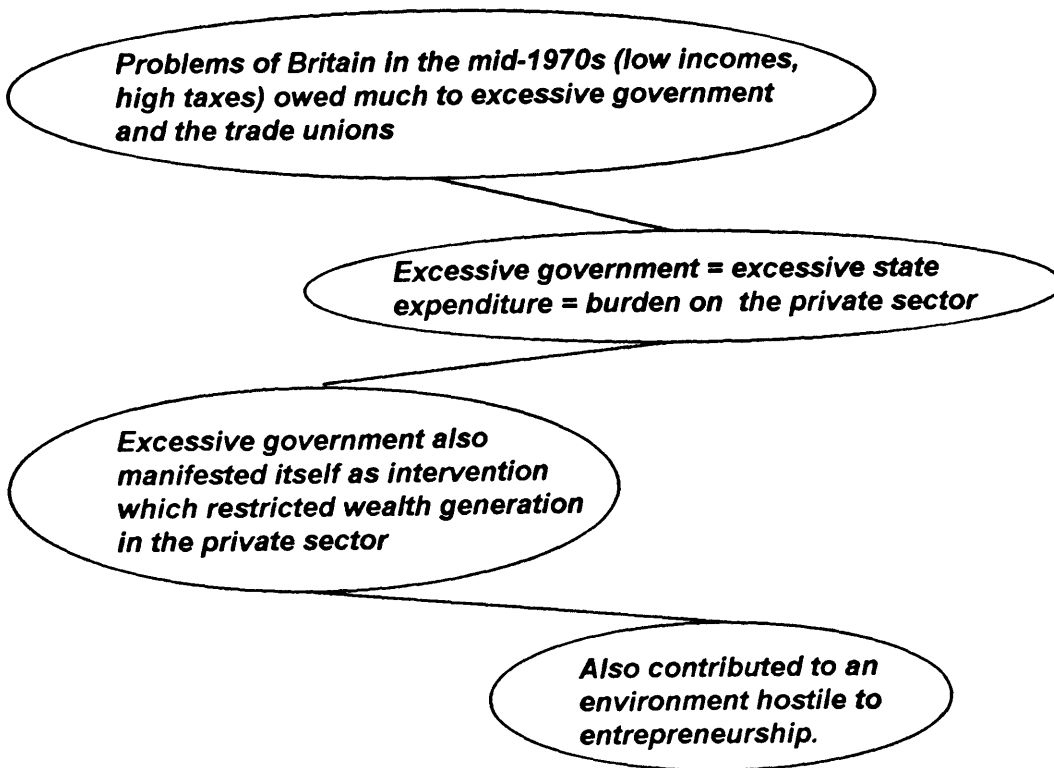 Problems of Britain in the mid-1970s (low incomes,
high taxes) owed much to excessive government
and the trade unions
Excessive government = excessive state
expenditure = burden on the private sector
Excessive government also
manifested itself as intervention
which restricted wealth generation
in the private sector
Also contributed to an
environment hostile to
entrepreneurship.